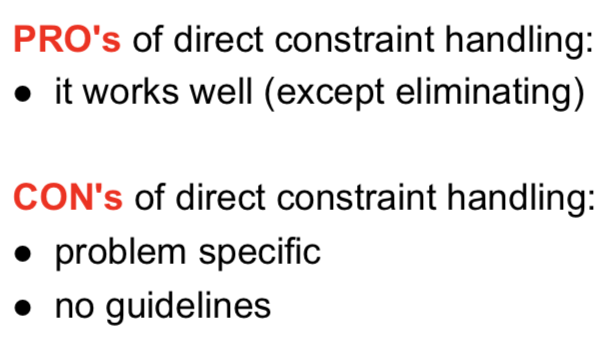 PRO's of direct constraint handling:
● it works well (except eliminating)
CON's of direct constraint handling:
● problem specific
● no guidelines